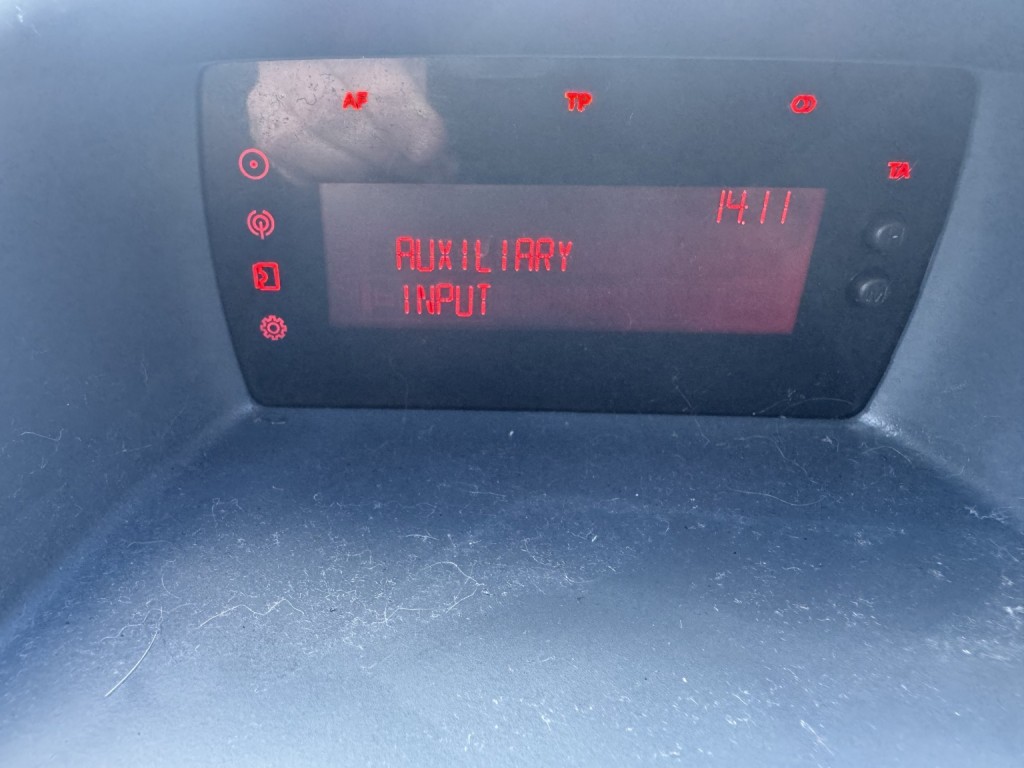 AF TP CD
TA
14.11
AUXILIARY
INPUT